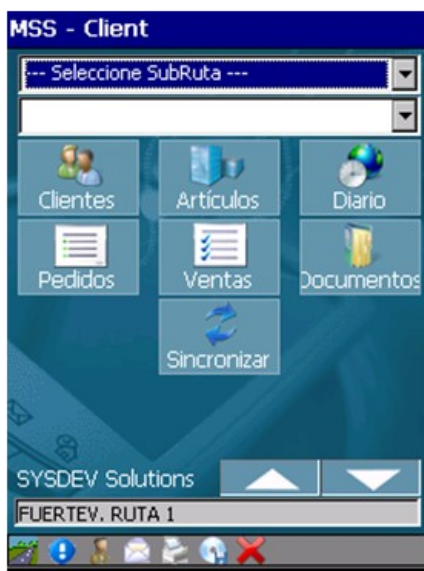 MSS - Client
--- Seleccione SubRuta ---
Clientes Artículos Diario
Pedidos Ventas Documentos
Sincronizar
SYSDEV Solutions
FUERTEV. RUTA 1